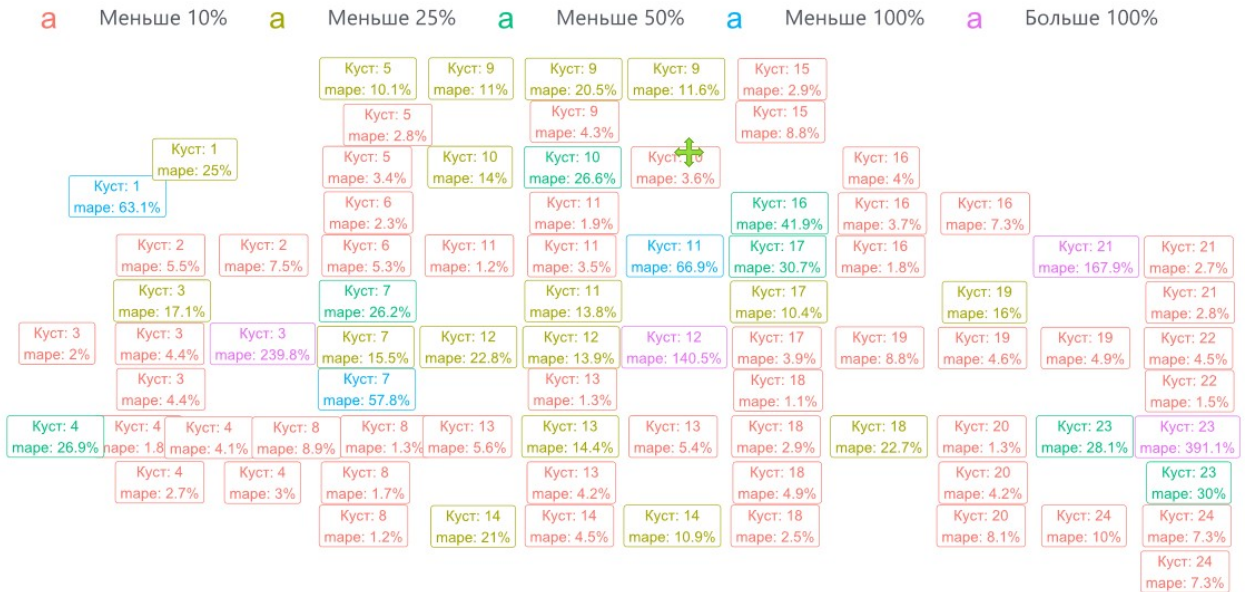 a Меньше 10% a Меньше 25% a Меньше 50% a Меньше 100% a Больше 100%
Куст: 5 Куст: 9 Куст: 9 Куст: 9 Куст: 15
mape: 10.1% mape: 11% mape: 20.5% mape: 11.6% mape: 2.9%
Куст: 5 Куст: 9 Куст: 15
mape: 2.8% mape: 4.3% mape: 8.8%
Куст: 1
mape: 25%
Куст: 5 Куст: 10 Куст: 10 Куст: Куст: 16
mape: 3.4% mape: 14% mape: 26.6% mape: 3.6% mape: 4%
Куст: 1
mape: 63.1%
Куст: 6 Куст: 11 Куст: 16 Куст: 16 Куст: 16
mape: 2.3% mape: 1.9% mape: 41.9% mape: 3.7% mape: 7.3%
Куст: 2 Куст: 2 Куст: 6 Куст: 11 Куст: 11 Куст: 11 Куст: 17 Куст: 16 Куст: 21 Куст: 21
mape: 5.5% mape: 7.5% mape: 5.3% mape: 1.2% mape: 3.5% mape: 66.9% mape: 30.7% mape: 1.8% mape: 167.9% mape: 2.7%
Куст: 3 Куст: 7 Куст: 11 Куст: 17 Куст: 19 Куст: 21
mape: 17.1% mape: 26.2% mape: 13.8% mape: 10.4% mape: 16% mape: 2.8%
Куст: 3 Куст: 3 Куст: 3 Куст: 7 Куст: 12 Куст: 12 Куст: 12 Куст: 17 Куст: 19 Куст: 19 Куст: 19 Куст: 22
mape: 2% mape: 4.4% mape: 239.8% mape: 15.5% mape: 22.8% mape: 13.9% mape: 140.5% mape: 3.9% mape: 8.8% mape: 4.6% mape: 4.9% mape: 4.5%
Куст: 3 Куст: 7 Куст: 13 Куст: 18 Куст: 22
mape: 4.4% mape: 57.8% mape: 1.3% mape: 1.1% mape: 1.5%
Куст: 4 Куст: 4 Куст: 4 Куст: 8 Куст: 8 Куст: 13 Куст: 13 Куст: 13 Куст: 18 Куст: 18 Куст: 20 Куст: 23 Куст: 23
mape: 26.9% mape: 1.8 mape: 4.1% mape: 8.9% mape: 1.3% mape: 5.6% mape: 14.4% mape: 5.4% mape: 2.9% mape: 22.7% mape: 1.3% mape: 28.1% mape: 391.1%
Куст: 4 Куст: 4 Куст: 8 Куст: 13 Куст: 18 Куст: 20 Куст: 23
mape: 2.7% mape: 3% mape: 1.7% mape: 4.2% mape: 4.9% mape: 4.2% mape: 30%
Куст: 8 Куст: 14 Куст: 14 Куст: 14 Куст: 18 Куст: 20 Куст: 24 Куст: 24
mape: 1.2% mape: 21% mape: 4.5% mape: 10.9% mape: 2.5% mape: 8.1% mape: 10% mape: 7.3%
Куст: 24
mape: 7.3%